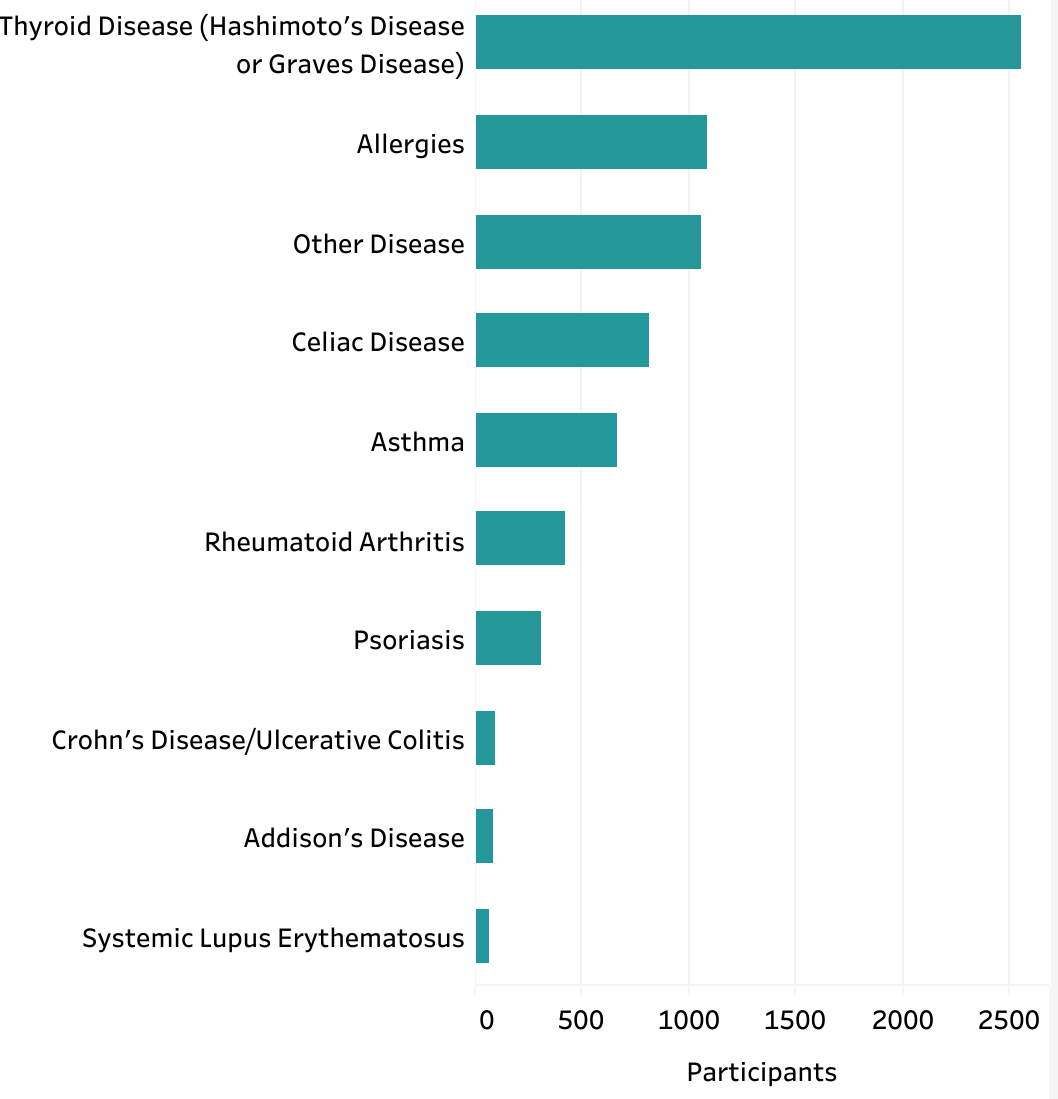 Thyroid Disease (Hashimoto’s Disease
or Graves Disease)
Allergies
Other Disease
Celiac Disease
Asthma
Rheumatoid Arthritis
Psoriasis
Crohn’s Disease/Ulcerative Colitis
Addison’s Disease
Systemic Lupus Erythematosus
0 500 1000 1500 2000 2500
Participants